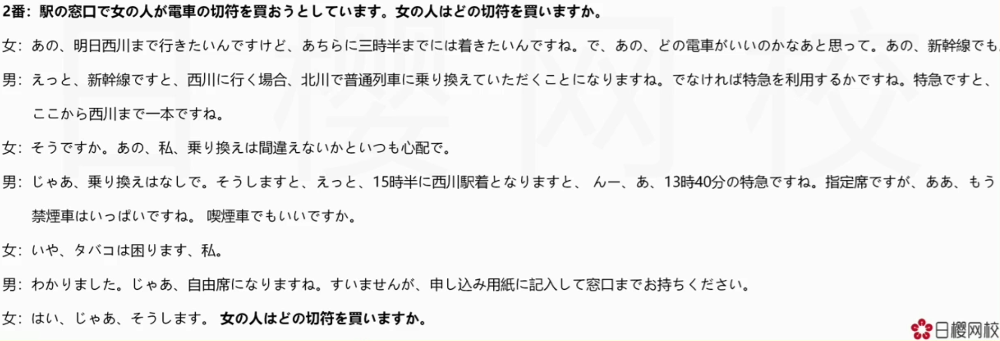 2番：駅の窓口で女の人が電車の切符を買おうとしています。女の人はどの切符を買いますか。
女：あの、明日西川まで行きたいんですけど、あちらに三時半までには着きたいんですね。で、あの、どの電車がいいのかなあと思って。あの、新幹線でも
男：えっと、新幹線ですと、西川に行く場合、北川で普通列車に乗り換えていただくことになりますね。でなければ特急を利用するかですね。特急ですと、
ここから西川まで一本ですね。
女：そうですか。あの、私、乗り換えは間違えないかといつも心配で。
男：じゃあ、乗り換えはなしで。そうしますと、えっと、15時半に西川駅着となりますと、 んー、あ、13時40分の特急ですね。指定席ですが、ああ、もう
禁煙車はいっぱいですね。 喫煙車でもいいですか。
女：いや、タバコは困ります、私。
男：わかりました。じゃあ、自由席になりますね。すいませんが、申し込み用紙に記入して窓口までお持ちください。
女：はい、じゃあ、そうします。 女の人はどの切符を買いますか。
日樱网校
日樱网校